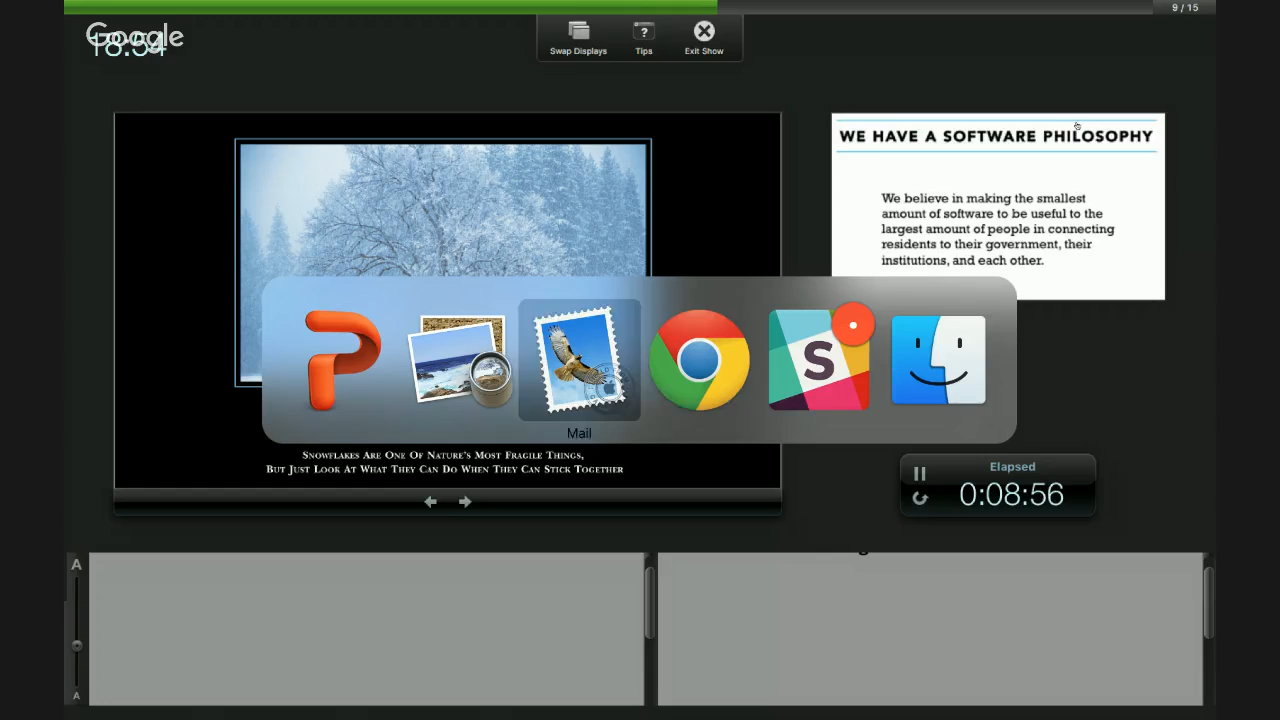 9 / 15
Google
18:54
Swap Displays
Tips
Exit Show
WE HAVE A SOFTWARE PHILOSOPHY
We believe in making the smallest
amount of software to be useful to the
largest amount of people in connecting
residents to their government, their
institutions, and each other.
S
Mail
Snowflakes Are One Of Nature's Most Fragile Things,
But Just Look At What They Can Do When They Can Stick Together
Elapsed
0:08:56
A
A